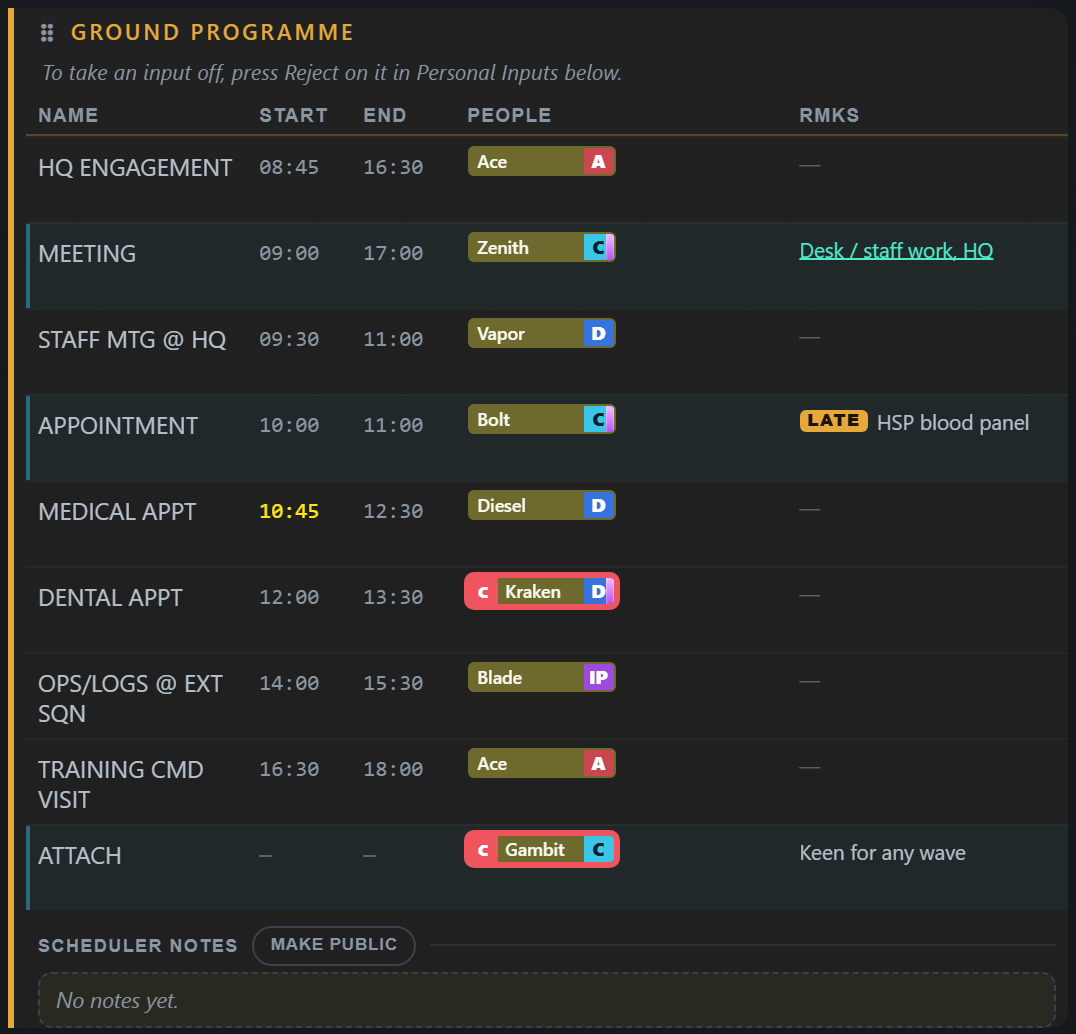 GROUND PROGRAMME
To take an input off, press Reject on it in Personal Inputs below.
NAME START END PEOPLE RMKS
HQ ENGAGEMENT 08:45 16:30 Ace A —
MEETING 09:00 17:00 Zenith C Desk / staff work, HQ
STAFF MTG @ HQ 09:30 11:00 Vapor D —
APPOINTMENT 10:00 11:00 Bolt C LATE HSP blood panel
MEDICAL APPT 10:45 12:30 Diesel D —
DENTAL APPT 12:00 13:30 c Kraken D —
OPS/LOGS @ EXT 14:00 15:30 Blade IP —
SQN
TRAINING CMD 16:30 18:00 Ace A —
VISIT
ATTACH — — c Gambit C Keen for any wave
SCHEDULER NOTES MAKE PUBLIC
No notes yet.